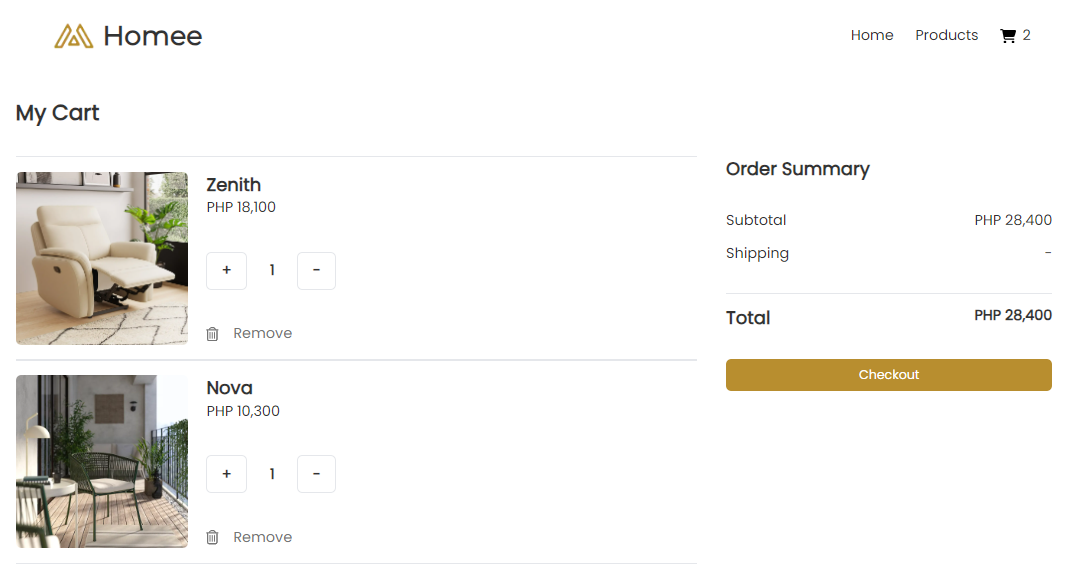 Homee
Home Products 2
My Cart
Zenith
PHP 18,100
+ 1 -
Remove
Nova
PHP 10,300
+ 1 -
Remove
Order Summary
Subtotal PHP 28,400
Shipping -
Total PHP 28,400
Checkout